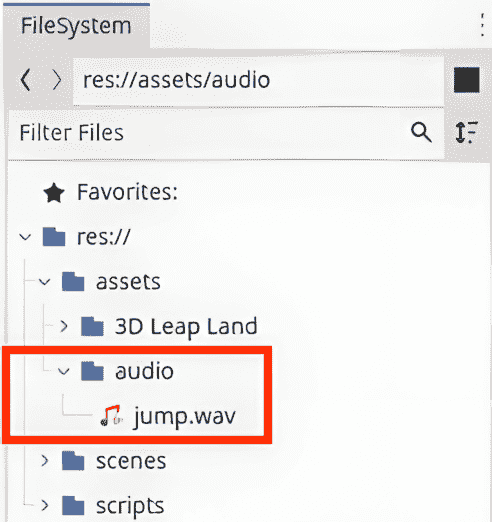 FileSystem
res://assets/audio
Filter Files
Favorites:
res://
assets
3D Leap Land
audio
jump.wav
scenes
scripts